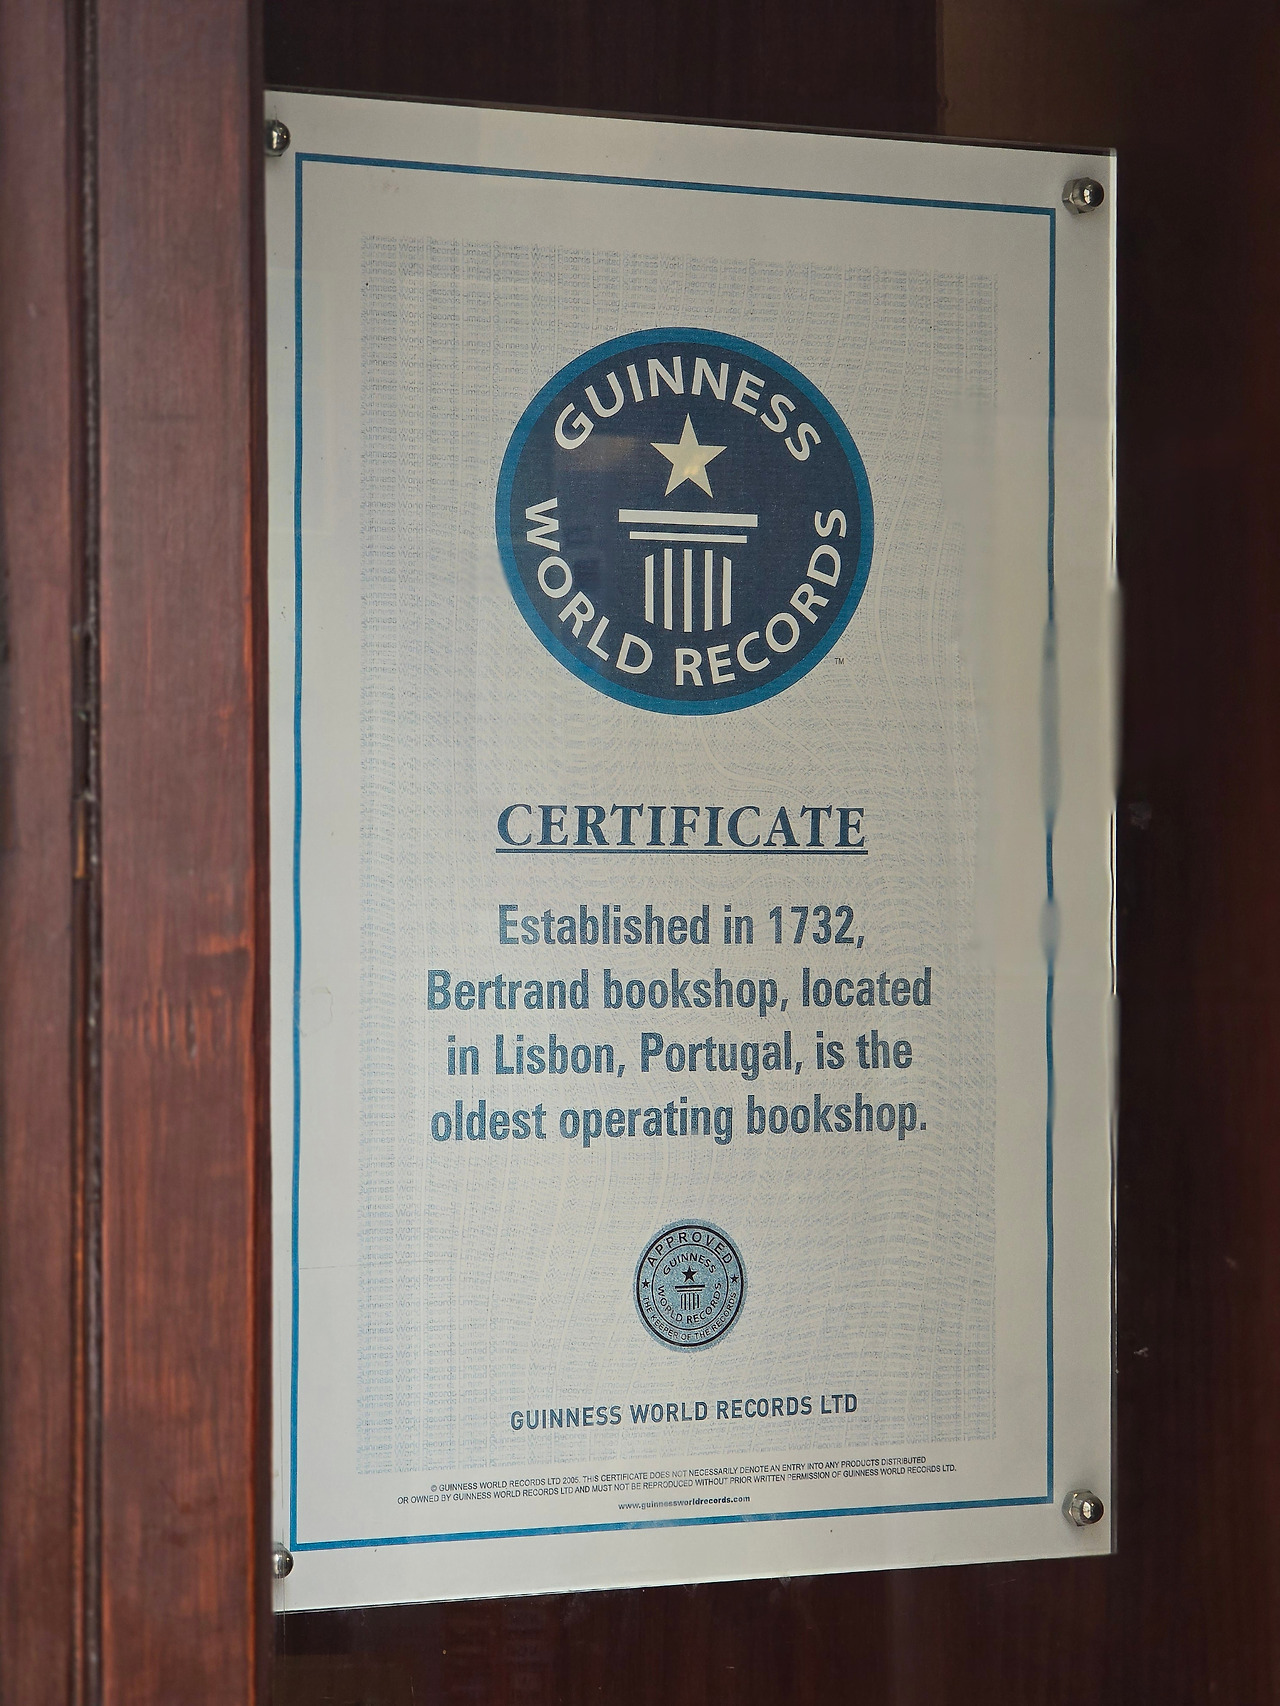 GUINNESS
WORLD RECORDS
TM
CERTIFICATE
Established in 1732,
Bertrand bookshop, located
in Lisbon, Portugal, is the
oldest operating bookshop.
APPROVED
GUINNESS
WORLD RECORDS
THE KEEPER OF THE RECORDS
GUINNESS WORLD RECORDS LTD
© GUINNESS WORLD RECORDS LTD 2005. THIS CERTIFICATE DOES NOT NECESSARILY DENOTE AN ENTRY INTO ANY PRODUCTS DISTRIBUTED
OR OWNED BY GUINNESS WORLD RECORDS LTD AND MUST NOT BE REPRODUCED WITHOUT PRIOR WRITTEN PERMISSION OF GUINNESS WORLD RECORDS LTD.
www.guinnessworldrecords.com